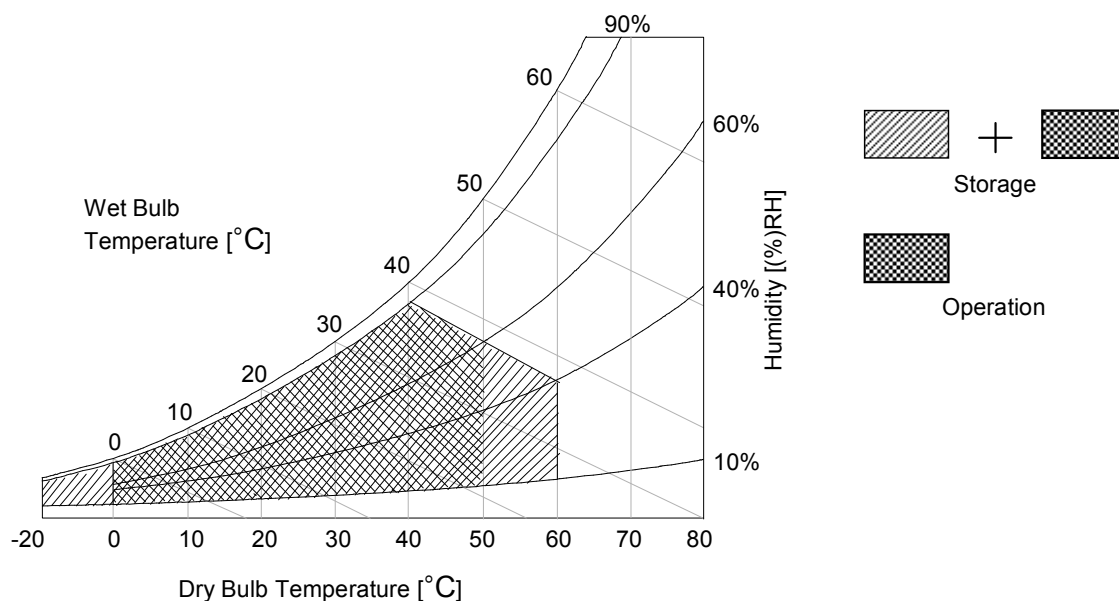 90%
60
60%
50
Wet Bulb
Temperature [°C]
40
40%
30
20
10
0
10%
Humidity [(%)RH]
-20 0 10 20 30 40 50 60 70 80
Dry Bulb Temperature [°C]
+
Storage
Operation